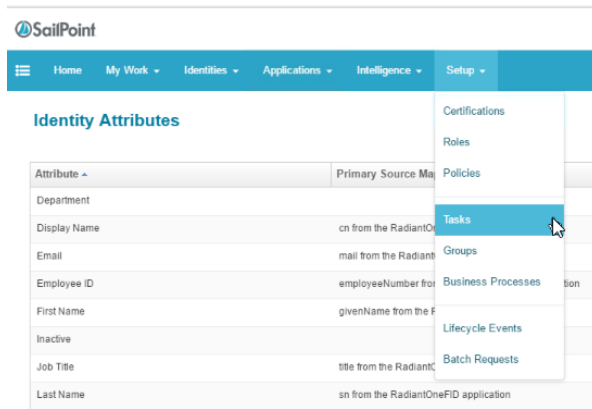 SailPoint
Home My Work Identities Applications Intelligence Setup
Identity Attributes
Certifications
Roles
Policies
Tasks
Groups
Business Processes
Lifecycle Events
Batch Requests
Attribute Primary Source Ma
Department
Display Name cn from the RadiantO
Email mail from the Radiant
Employee ID employeeNumber fro tion
First Name givenName from the
Inactive
Job Title title from the Radiant
Last Name sn from the RadiantOneFID application